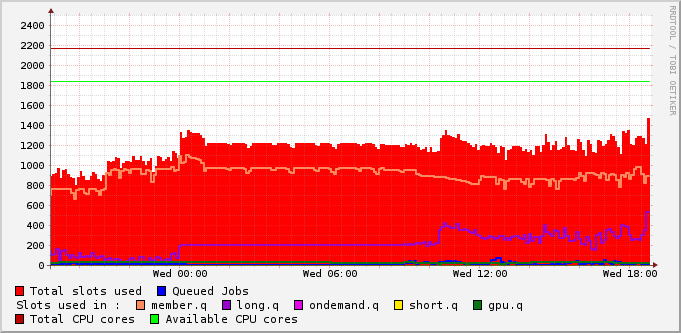 2400
2200
2000
1800
1600
1400
1200
1000
800
600
400
200
0
Wed 00:00 Wed 06:00 Wed 12:00 Wed 18:00
Total slots used Queued Jobs
Slots used in : member.q long.q ondemand.q short.q gpu.q
Total CPU cores Available CPU cores
RRDTOOL / TOBI OETIKER